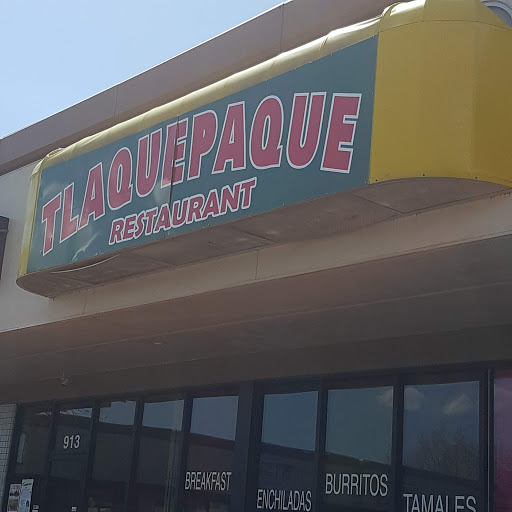 TLAQUEPAQUE
RESTAURANT
913
BREAKFAST
ENCHILADAS
BURRITOS
TAMALES